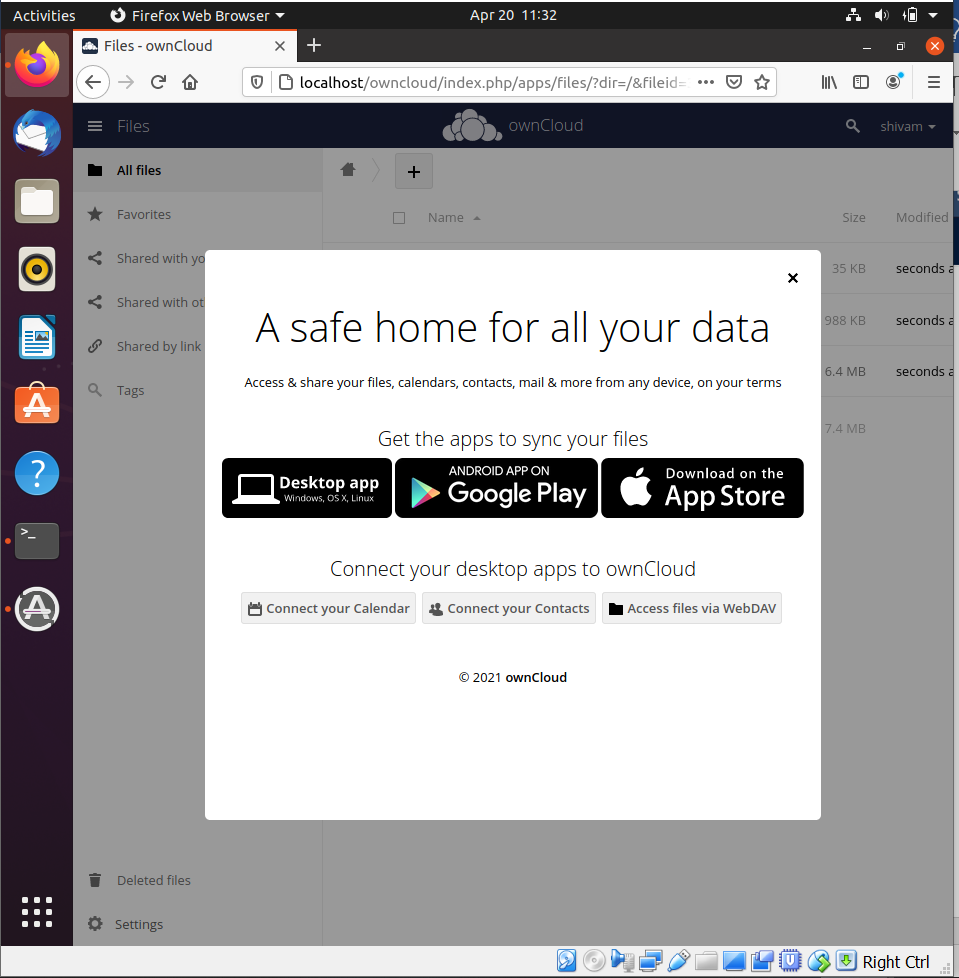 Activities
Firefox Web Browser
Apr 20 11:32
Files - ownCloud
localhost/owncloud/index.php/apps/files/?dir=/&fileid=
Files
ownCloud
shivam
All files
Favorites
Name
Size
Modified
Shared with yo
35 KB
seconds a
Shared with ot
988 KB
seconds a
Shared by link
6.4 MB
seconds a
Tags
7.4 MB
A safe home for all your data
Access & share your files, calendars, contacts, mail & more from any device, on your terms
Get the apps to sync your files
Desktop app
Windows, OS X, Linux
ANDROID APP ON
Google Play
Download on the
App Store
Connect your desktop apps to ownCloud
Connect your Calendar
Connect your Contacts
Access files via WebDAV
© 2021 ownCloud
Deleted files
Settings
Right Ctrl